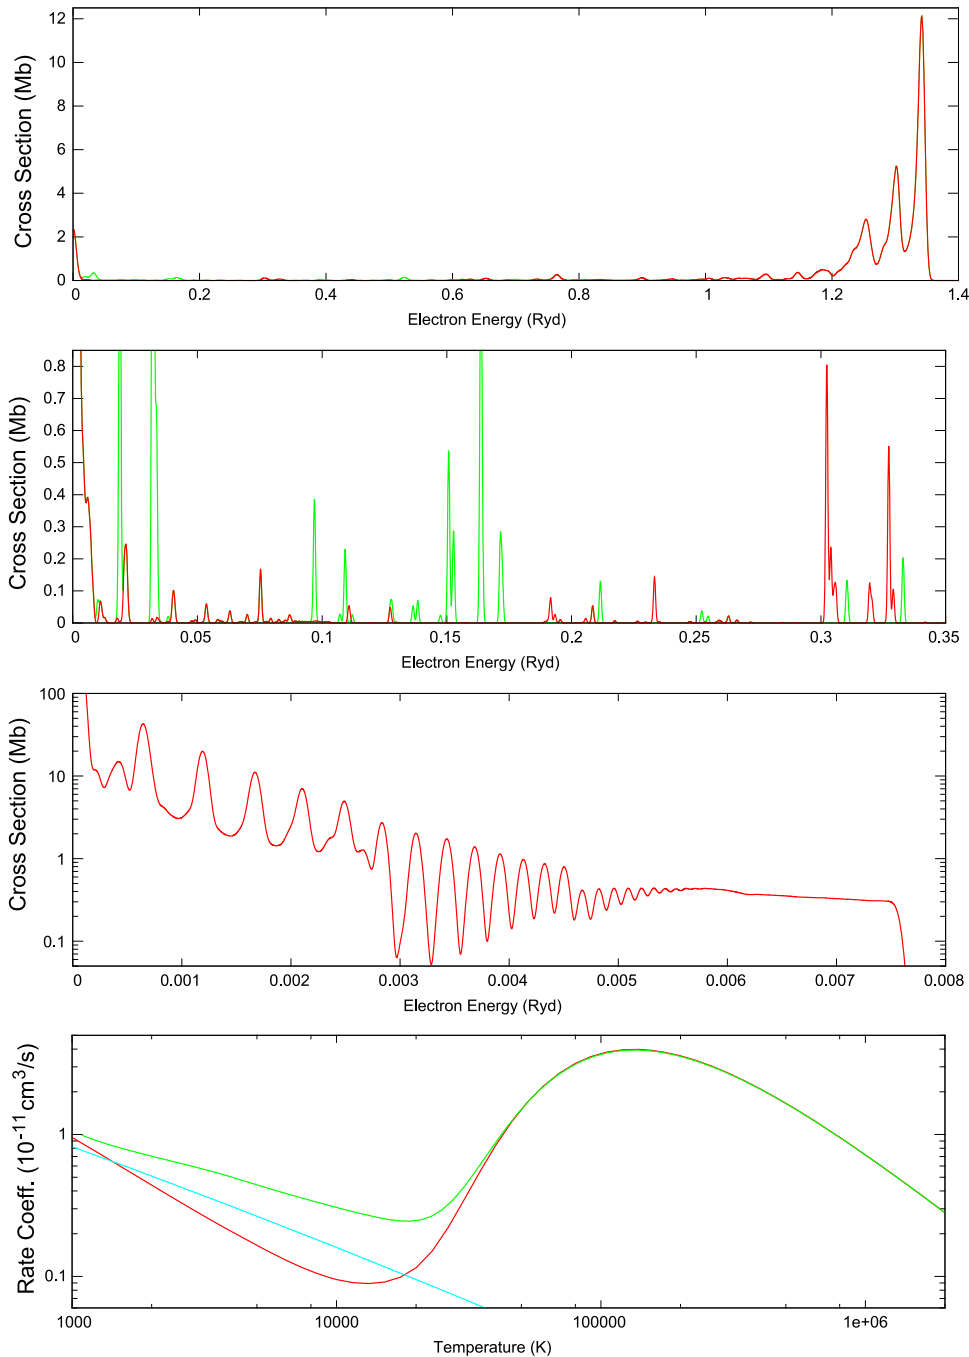 12
10
8
6
4
2
0
Cross Section (Mb)
0 0.2 0.4 0.6 0.8 1 1.2 1.4
Electron Energy (Ryd)
0.8
0.7
0.6
0.5
0.4
0.3
0.2
0.1
0
Cross Section (Mb)
0 0.05 0.1 0.15 0.2 0.25 0.3 0.35
Electron Energy (Ryd)
100
10
1
0.1
Cross Section (Mb)
0 0.001 0.002 0.003 0.004 0.005 0.006 0.007 0.008
Electron Energy (Ryd)
1
0.1
Rate Coeff. (10⁻¹¹cm³/s)
1000 10000 100000 1e+06
Temperature (K)